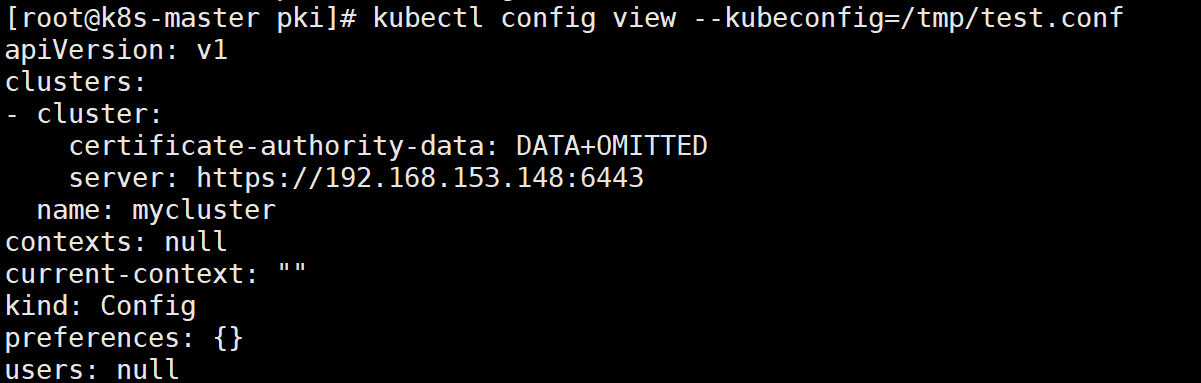 [root@k8s-master pki]# kubectl config view --kubeconfig=/tmp/test.conf
apiVersion: v1
clusters:
- cluster:
    certificate-authority-data: DATA+OMITTED
    server: https://192.168.153.148:6443
  name: mycluster
contexts: null
current-context: ""
kind: Config
preferences: {}
users: null